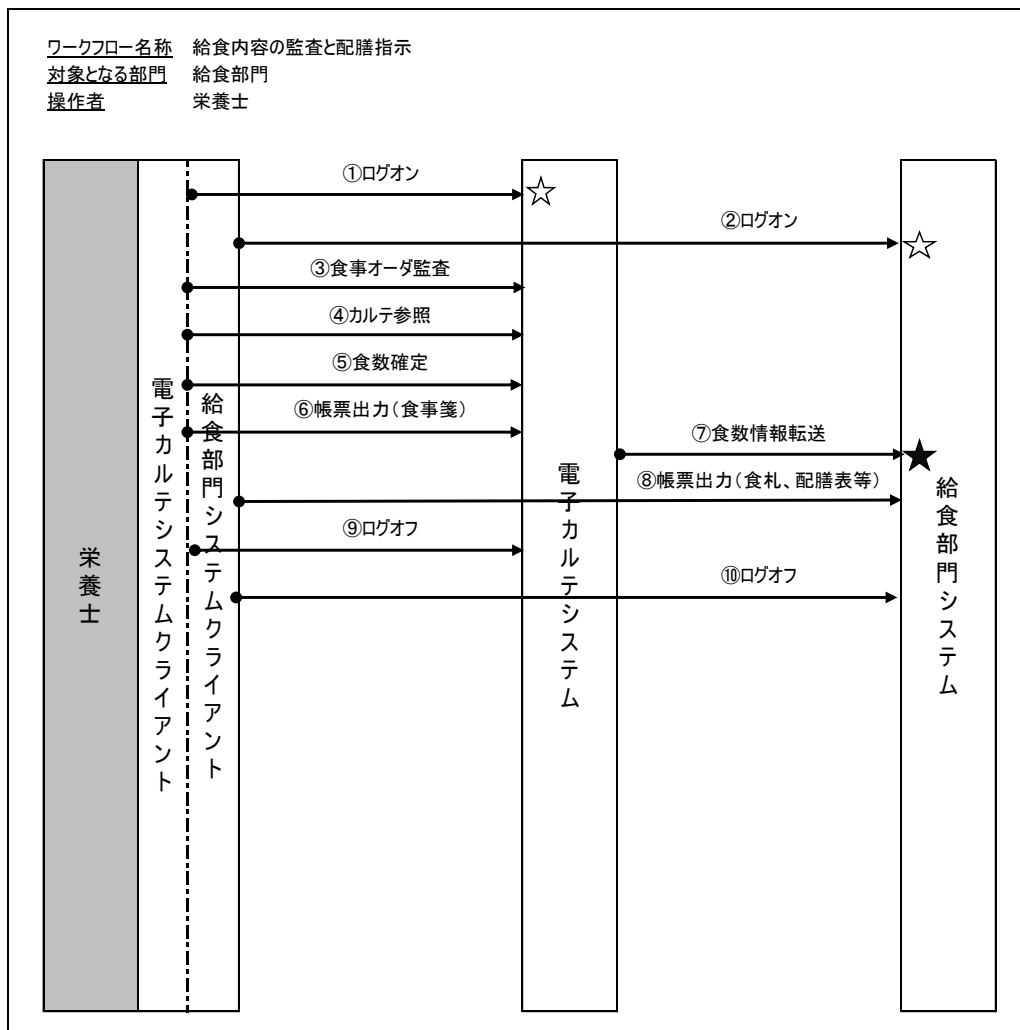 ワークフロー名称 給食内容の監査と配膳指示
対象となる部門 給食部門
操作者 栄養士
①ログオン
②ログオン
③食事オーダ監査
④カルテ参照
⑤食数確定
⑥帳票出力（食事箋）
⑦食数情報転送
⑧帳票出力（食札、配膳表等）
⑨ログオフ
⑩ログオフ
栄養士
電子カルテシステムクライアント
給食部門システムクライアント
電子カルテシステム
給食部門システム